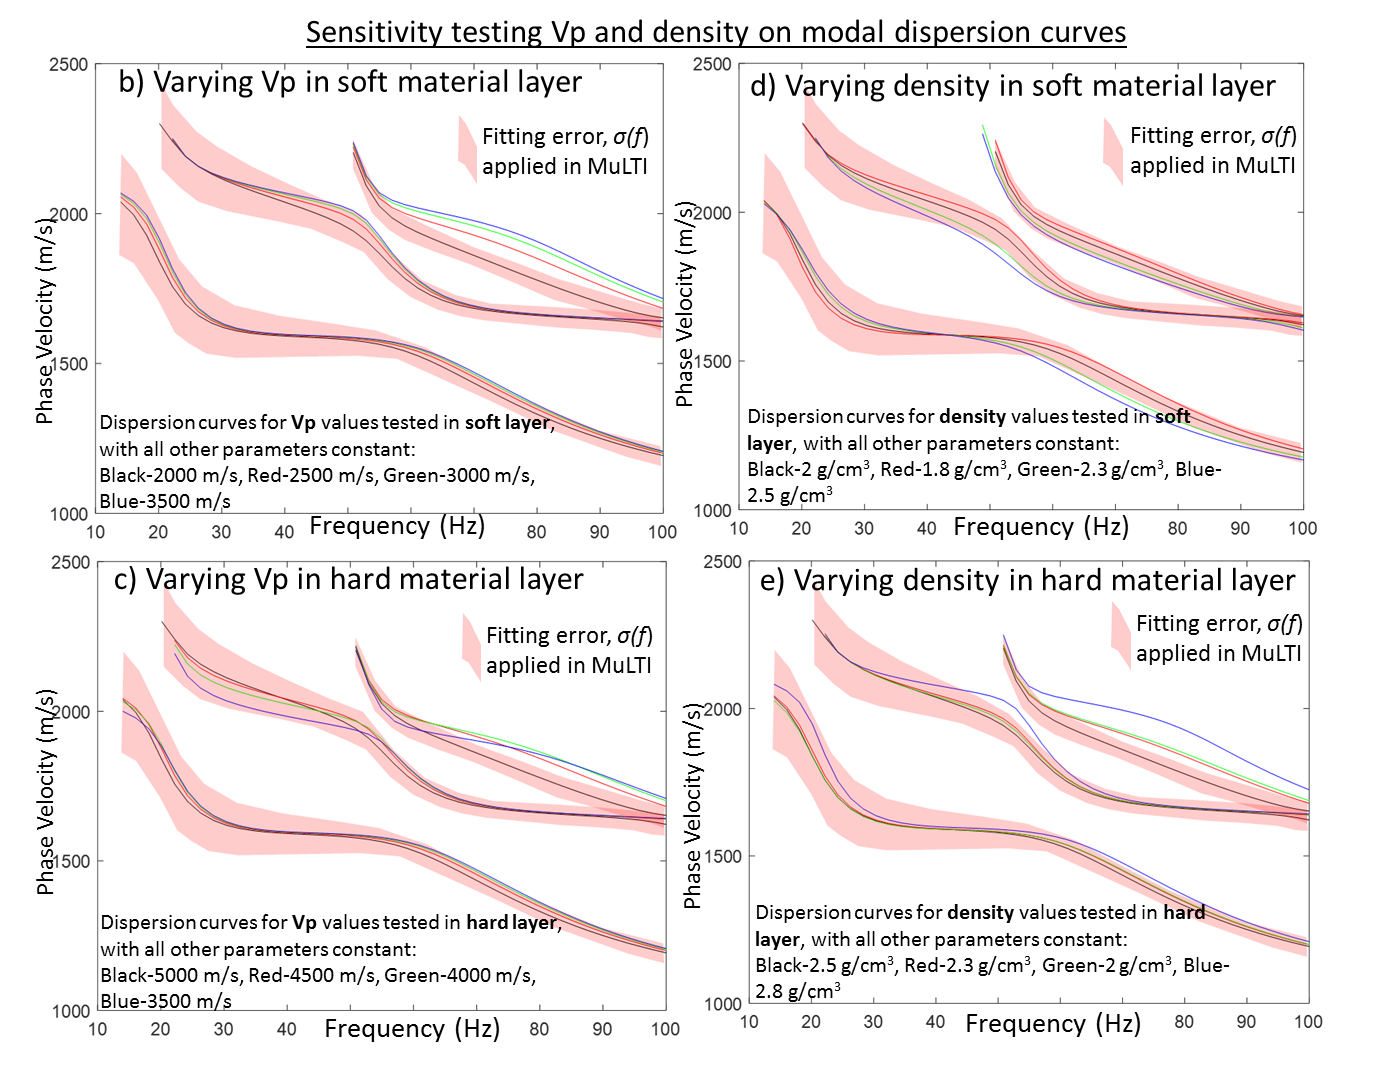 Sensitivity testing Vp and density on modal dispersion curves
b) Varying Vp in soft material layer
Fitting error, σ(f)
applied in MuLTI
Phase Velocity (m/s)
2500
2000
1500
1000
Dispersion curves for Vp values tested in soft layer,
with all other parameters constant:
Black-2000 m/s, Red-2500 m/s, Green-3000 m/s,
Blue-3500 m/s
10 20 30 40 80 90 100
Frequency (Hz)
d) Varying density in soft material layer
Fitting error, σ(f)
applied in MuLTI
Phase Velocity (m/s)
2500
2000
1500
1000
Dispersion curves for density values tested in soft
layer, with all other parameters constant:
Black-2 g/cm³, Red-1.8 g/cm³, Green-2.3 g/cm³, Blue-
2.5 g/cm³
10 20 30 40 80 90 100
Frequency (Hz)
c) Varying Vp in hard material layer
Fitting error, σ(f)
applied in MuLTI
Phase Velocity (m/s)
2500
2000
1500
1000
Dispersion curves for Vp values tested in hard layer,
with all other parameters constant:
Black-5000 m/s, Red-4500 m/s, Green-4000 m/s,
Blue-3500 m/s
10 20 30 40 80 90 100
Frequency (Hz)
e) Varying density in hard material layer
Fitting error, σ(f)
applied in MuLTI
Phase Velocity (m/s)
2500
2000
1500
1000
Dispersion curves for density values tested in hard
layer, with all other parameters constant:
Black-2.5 g/cm³, Red-2.3 g/cm³, Green-2 g/cm³, Blue-
2.8 g/cm³
10 20 30 40 80 90 100
Frequency (Hz)